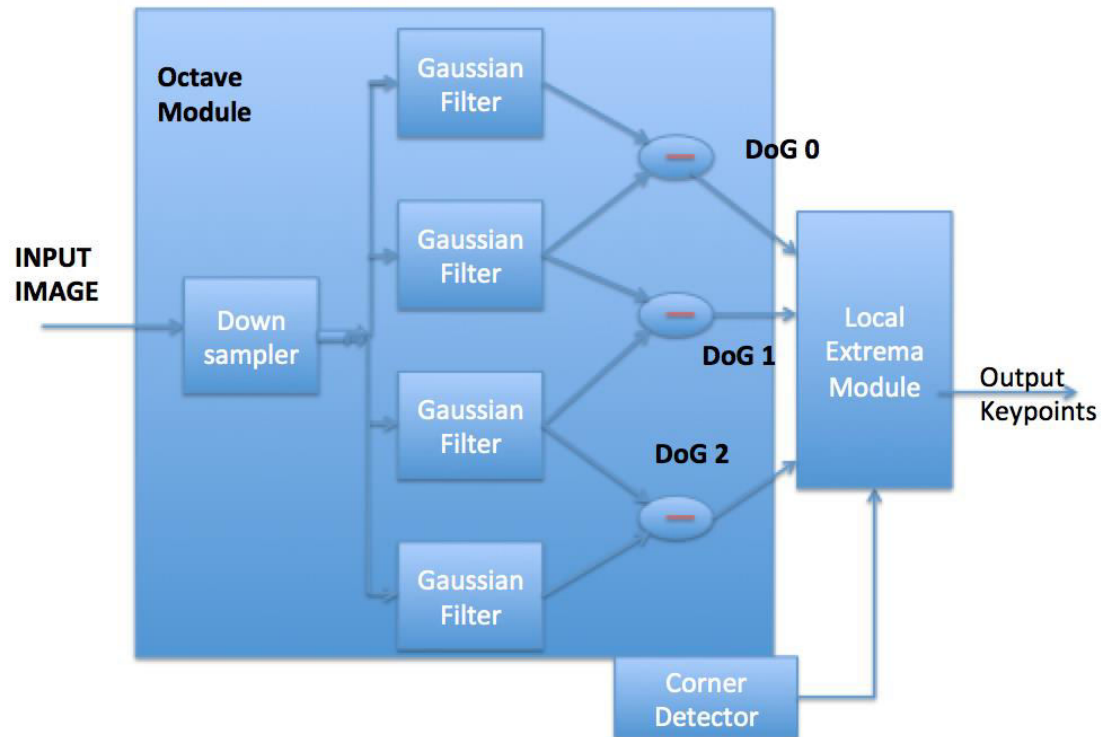 Octave
Module
Gaussian
Filter
DoG 0
INPUT
IMAGE
Gaussian
Filter
Down
sampler
DoG 1
Local
Extrema
Module
Output
Keypoints
Gaussian
Filter
DoG 2
Gaussian
Filter
Corner
Detector